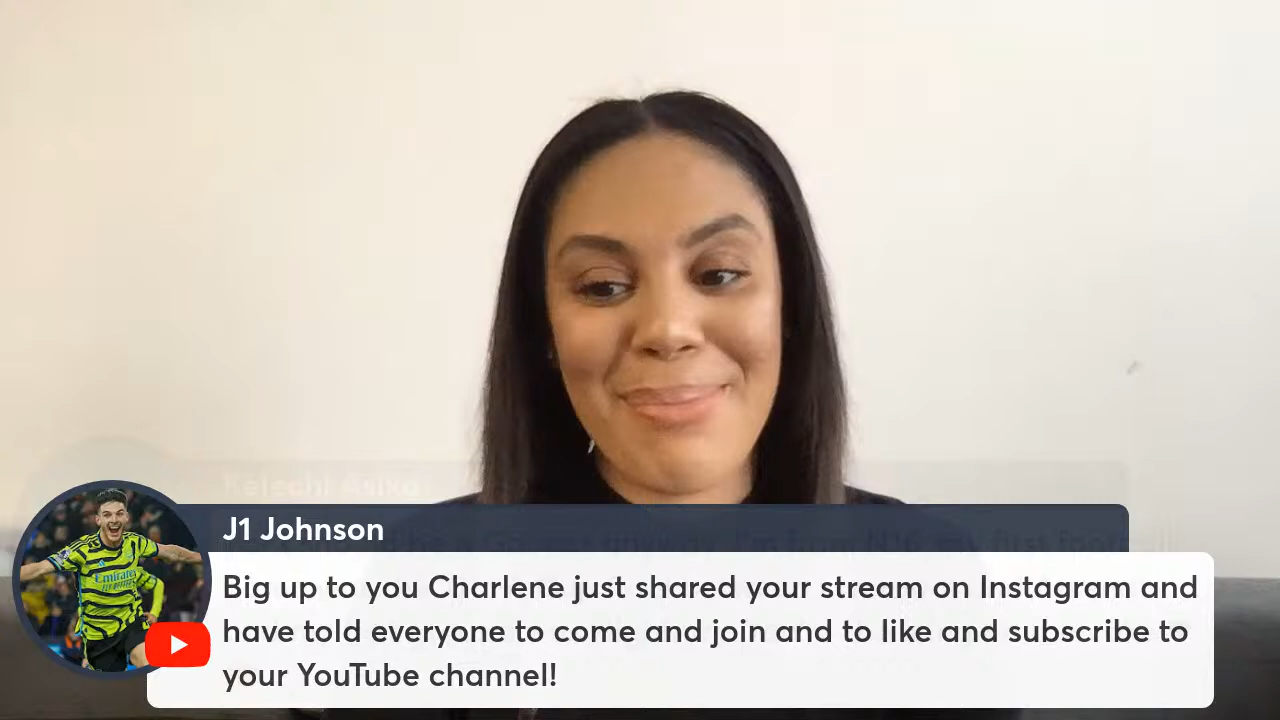 J1 Johnson
Big up to you Charlene just shared your stream on Instagram and
have told everyone to come and join and to like and subscribe to
your YouTube channel!